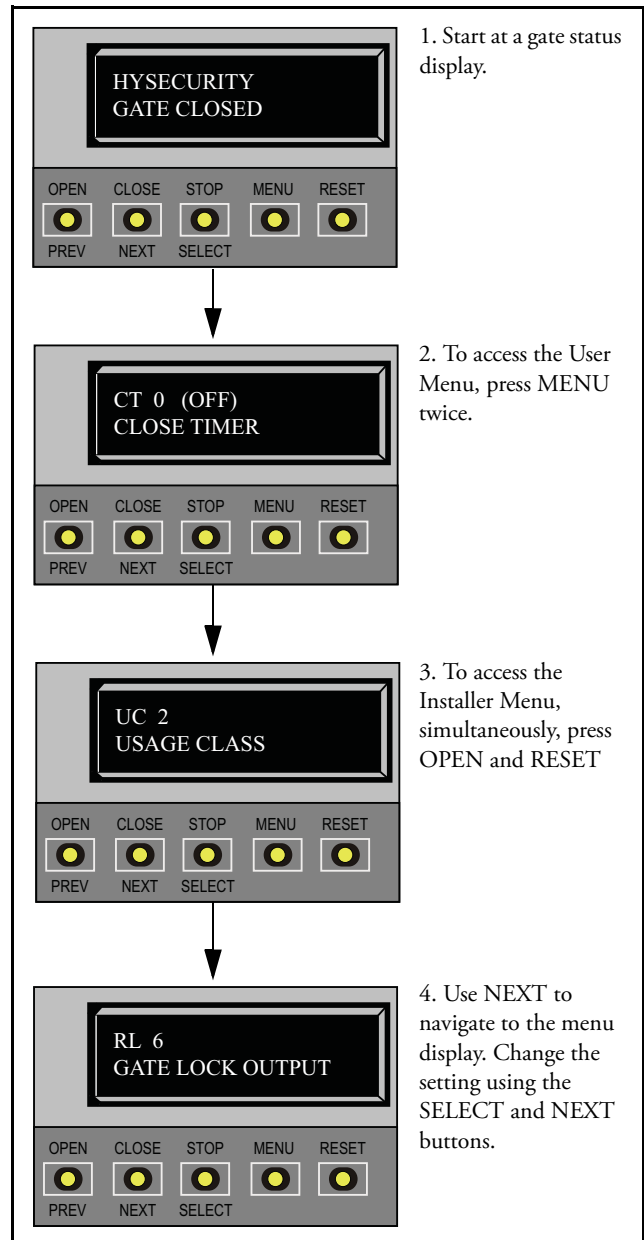 HYSECURITY
GATE CLOSED
OPEN CLOSE STOP MENU RESET
PREV NEXT SELECT
1. Start at a gate status
display.
CT 0 (OFF)
CLOSE TIMER
OPEN CLOSE STOP MENU RESET
PREV NEXT SELECT
2. To access the User
Menu, press MENU
twice.
UC 2
USAGE CLASS
OPEN CLOSE STOP MENU RESET
PREV NEXT SELECT
3. To access the
Installer Menu,
simultaneously, press
OPEN and RESET
RL 6
GATE LOCK OUTPUT
OPEN CLOSE STOP MENU RESET
PREV NEXT SELECT
4. Use NEXT to
navigate to the menu
display. Change the
setting using the
SELECT and NEXT
buttons.